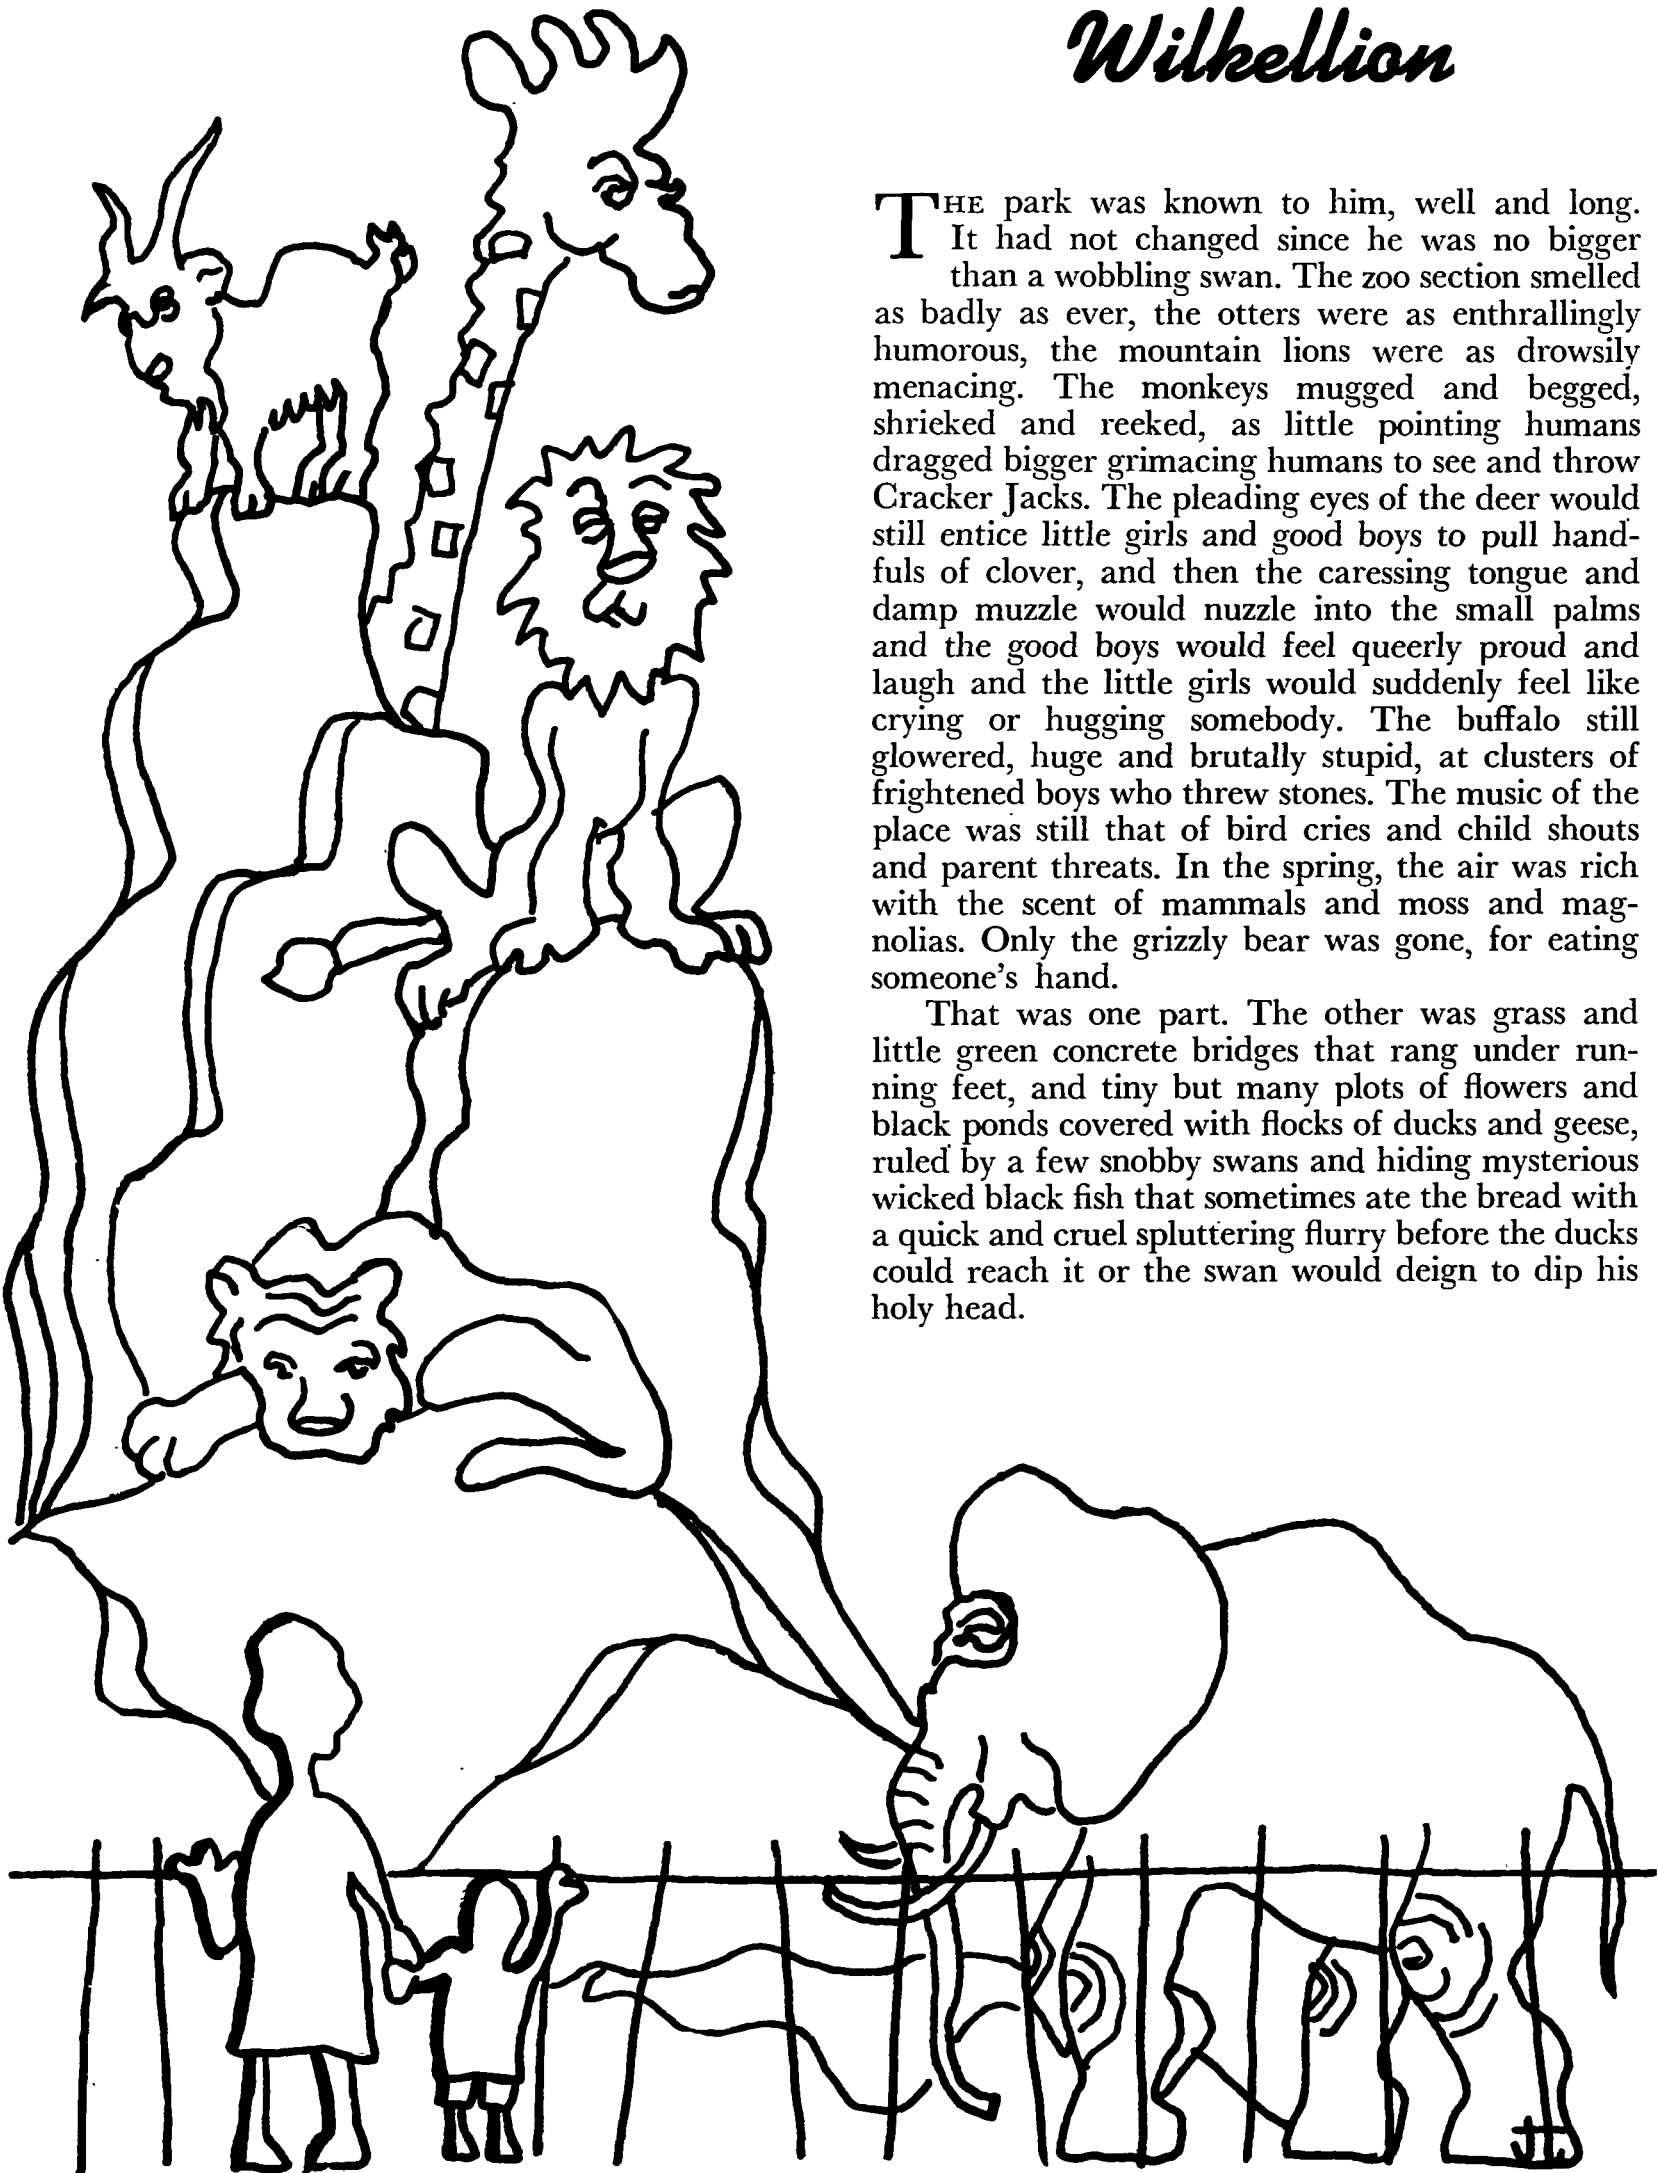 Wilkellion
THE park was known to him, well and long.
It had not changed since he was no bigger
than a wobbling swan. The zoo section smelled
as badly as ever, the otters were as enthrallingly
humorous, the mountain lions were as drowsily
menacing. The monkeys mugged and begged,
shrieked and reeked, as little pointing humans
dragged bigger grimacing humans to see and throw
Cracker Jacks. The pleading eyes of the deer would
still entice little girls and good boys to pull hand-
fuls of clover, and then the caressing tongue and
damp muzzle would nuzzle into the small palms
and the good boys would feel queerly proud and
laugh and the little girls would suddenly feel like
crying or hugging somebody. The buffalo still
glowered, huge and brutally stupid, at clusters of
frightened boys who threw stones. The music of the
place was still that of bird cries and child shouts
and parent threats. In the spring, the air was rich
with the scent of mammals and moss and mag-
nolias. Only the grizzly bear was gone, for eating
someone's hand.
That was one part. The other was grass and
little green concrete bridges that rang under run-
ning feet, and tiny but many plots of flowers and
black ponds covered with flocks of ducks and geese,
ruled by a few snobby swans and hiding mysterious
wicked black fish that sometimes ate the bread with
a quick and cruel spluttering flurry before the ducks
could reach it or the swan would deign to dip his
holy head.